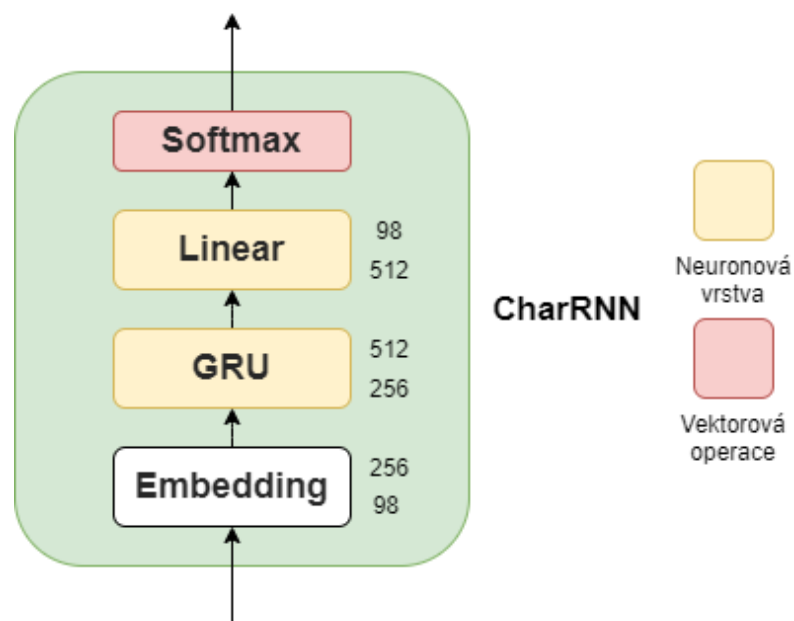 Softmax
Linear
98
512
GRU
512
256
Embedding
256
98
CharRNN
Neuronová
vrstva
Vektorová
operace